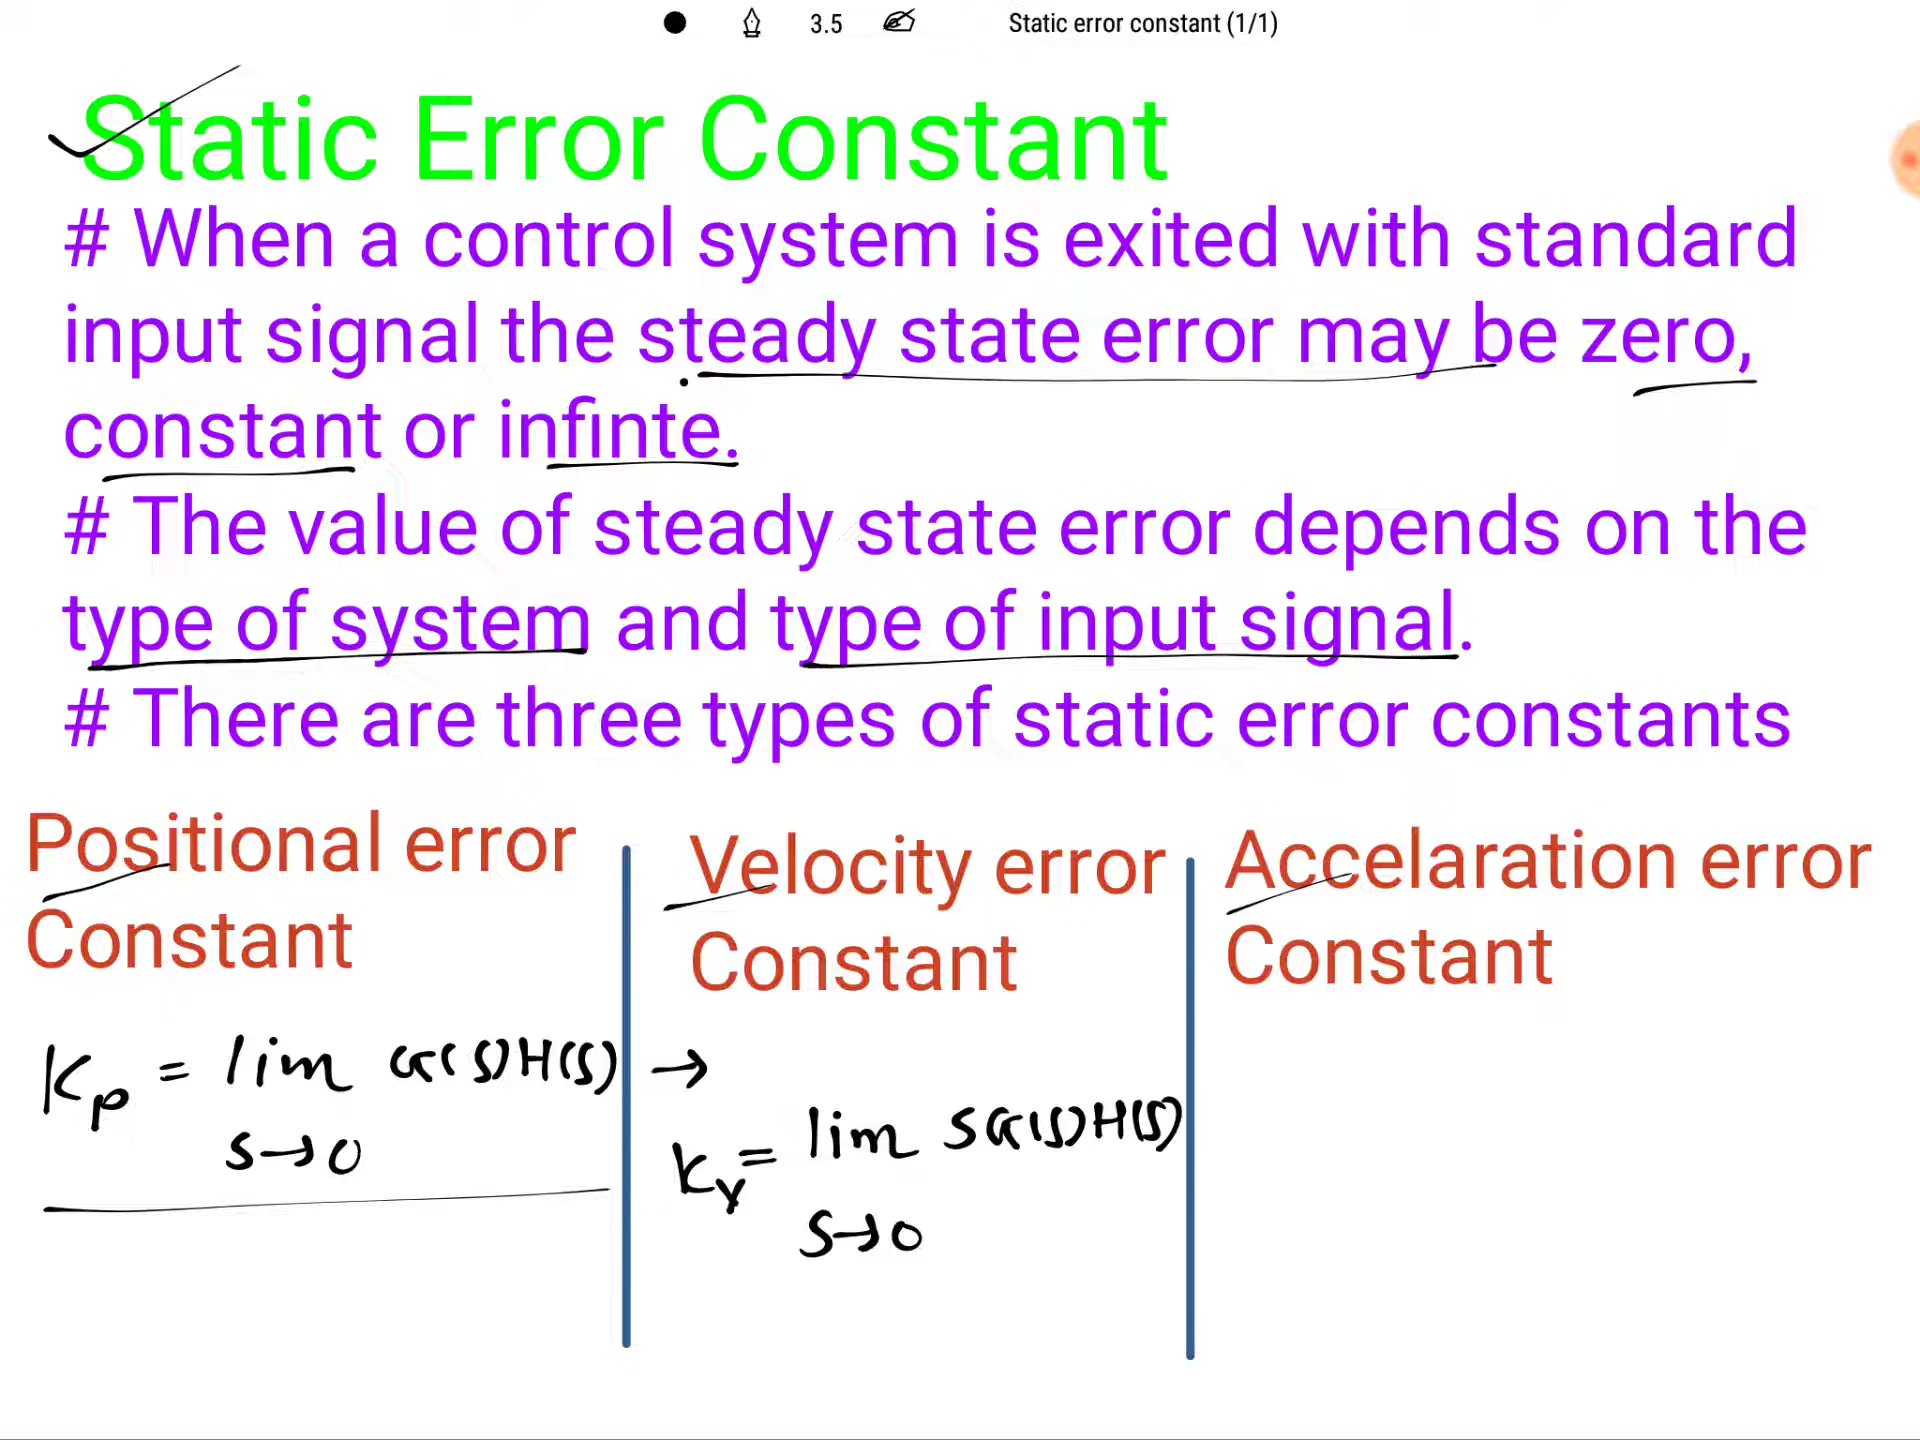 3.5 Static error constant (1/1)
Static Error Constant
# When a control system is exited with standard
input signal the steady state error may be zero,
constant or infinte.
# The value of steady state error depends on the
type of system and type of input signal.
# There are three types of static error constants
Positional error
Constant
Kp = lim G(s)H(s) →
s→0
Velocity error
Constant
Kv = lim sG(s)H(s)
s→0
Accelaration error
Constant